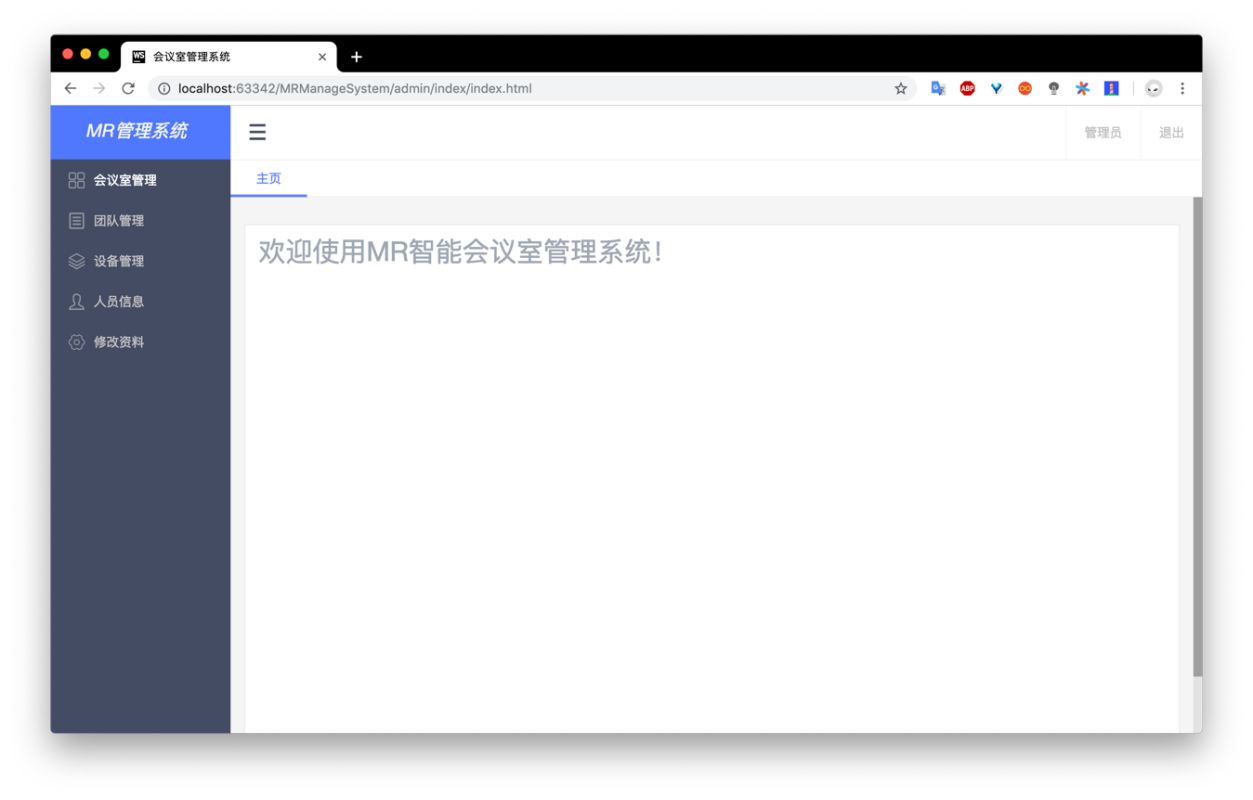 WS 会议室管理系统
localhost:63342/MRManageSystem/admin/index/index.html
ABP
MR管理系统
管理员 退出
会议室管理
主页
团队管理
欢迎使用MR智能会议室管理系统!
设备管理
人员信息
修改资料